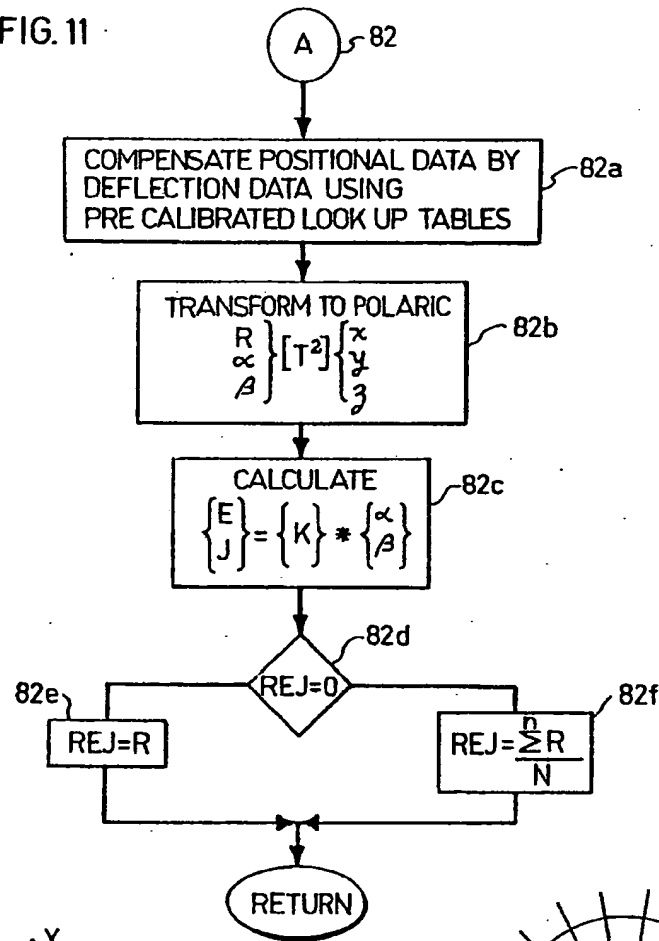 FIG. 11
A
82
COMPENSATE POSITIONAL DATA BY
DEFLECTION DATA USING
PRE CALIBRATED LOOK UP TABLES
82a
TRANSFORM TO POLARIC
R
α
β
[T²]
x
y
z
82b
CALCULATE
{E J} = {K} * {α β}
82c
REJ=0
82d
82e
REJ=R
REJ=n∑R/N
82f
RETURN
Y